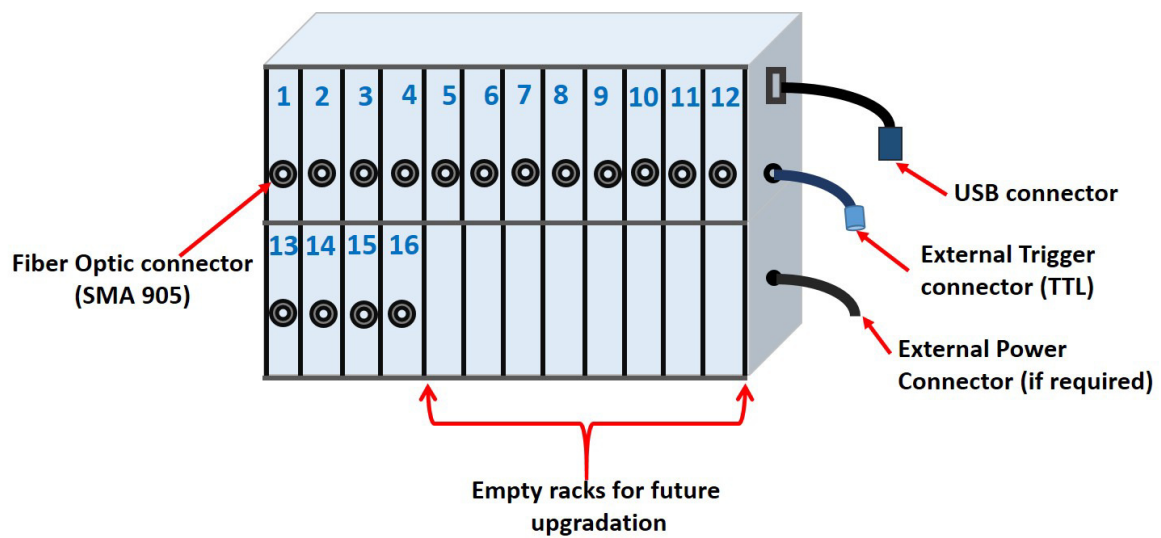 1 2 3 4 5 6 7 8 9 10 11 12
USB connector
13 14 15 16
Fiber Optic connector
(SMA 905)
External Trigger
connector (TTL)
External Power
Connector (if required)
Empty racks for future
upgradation